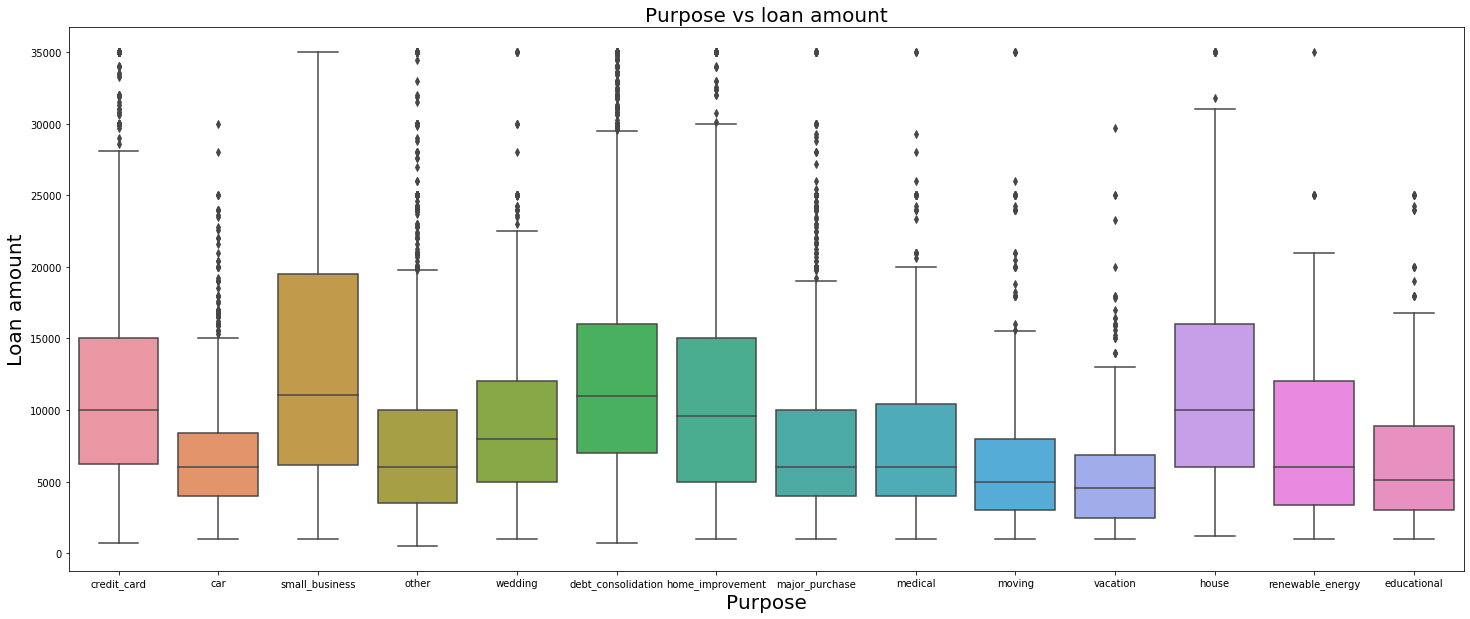 Purpose vs loan amount
Loan amount
35000
30000
25000
20000
15000
10000
5000
0
credit_card car small_business other wedding debt_consolidation home_improvement major_purchase medical moving vacation house renewable_energy educational
Purpose